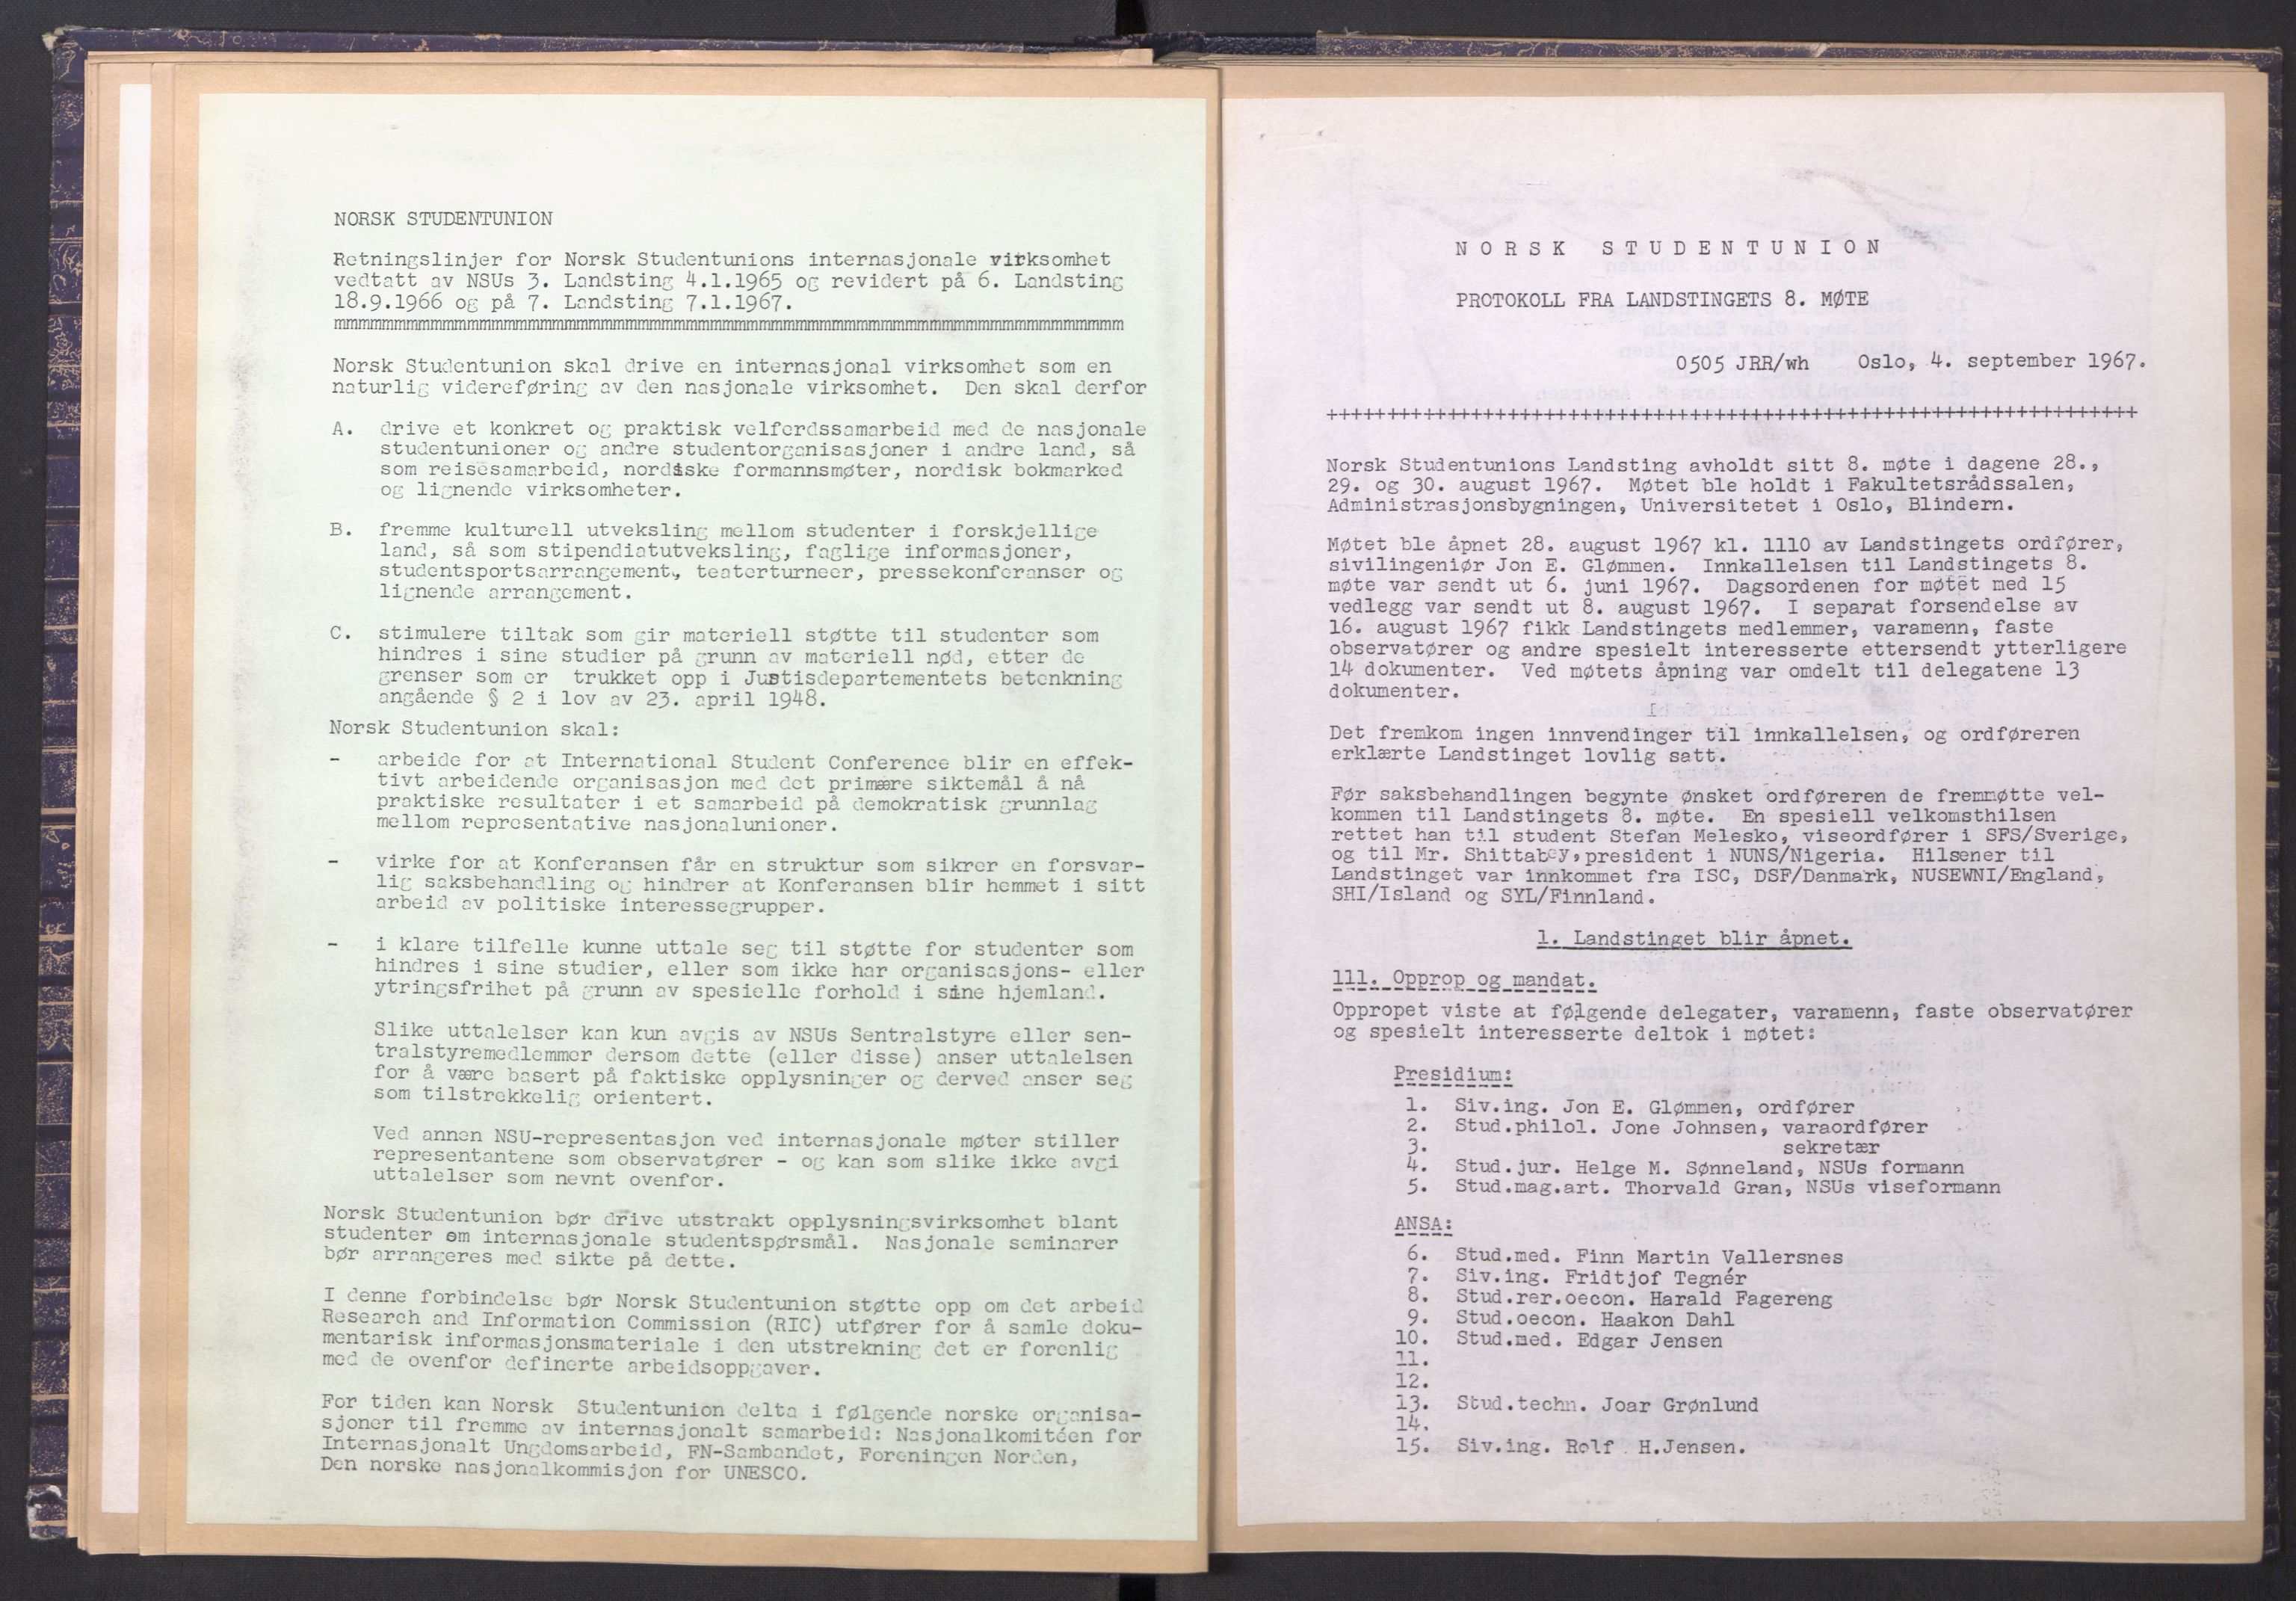 NORSK STUDENTUNION
Retningslinjer for Norsk Studentunions internasjonale virksomhet
vedtatt av NSUs 3. Landsting 4.1.1965 og revidert på 6. Landsting
18.9.1966 og på 7. Landsting 7.1.1967.
mmmmmmmmmmmmmmmmmmmmmmmmmmmmmmmmmmmmmmmmmmmmmmmmmmmmmmmmmmmmmmmmm
Norsk Studentunion skal drive en internasjonal virksomhet som en
naturlig videreføring av den nasjonale virksomhet. Den skal derfor
A. drive et konkret og praktisk velferdssamarbeid med de nasjonale
studentunioner og andre studentorganisasjoner i andre land, så
som reisesamarbeid, nordiske formannsmøter, nordisk bokmarked
og lignende virksomheter.
B. fremme kulturell utveksling mellom studenter i forskjellige
land, så som stipendiatutveksling, faglige informasjoner,
studentsportsarrangement, teaterturneer, pressekonferanser og
lignende arrangement.
C. stimulere tiltak som gir materiell støtte til studenter som
hindres i sine studier på grunn av materiell nød, etter de
grenser som er trukket opp i Justisdepartementets betenkning
angående § 2 i lov av 23. april 1948.
Norsk Studentunion skal:
- arbeide for at International Student Conference blir en effek-
tivt arbeidende organisasjon med det primære siktemål å nå
praktiske resultater i et samarbeid på demokratisk grunnlag
mellom representative nasjonalunioner.
- virke for at Konferansen får en struktur som sikrer en forsvar-
lig saksbehandling og hindrer at Konferansen blir hemmet i sitt
arbeid av politiske interessegrupper.
- i klare tilfelle kunne uttale seg til støtte for studenter som
hindres i sine studier, eller som ikke har organisasjons- eller
ytringsfrihet på grunn av spesielle forhold i sine hjemland.
Slike uttalelser kan kun avgis av NSUs Sentralstyre eller sen-
tralstyremedlemmer dersom dette (eller disse) anser uttalelsen
for å være basert på faktiske opplysninger og derved anser seg
som tilstrekkelig orientert.
Ved annen NSU-representasjon ved internasjonale møter stiller
representantene som observatører - og kan som slike ikke avgi
uttalelser som nevnt ovenfor.
Norsk Studentunion bør drive utstrakt opplysningsvirksomhet blant
studenter om internasjonale studentspørsmål. Nasjonale seminarer
bør arrangeres med sikte på dette.
I denne forbindelse bør Norsk Studentunion støtte opp om det arbeid
Research and Information Commission (RIC) utfører for å samle doku-
mentarisk informasjonsmateriale i den utstrekning det er forenlig
med de ovenfor definerte arbeidsoppgaver.
For tiden kan Norsk Studentunion delta i følgende norske organisa-
sjoner til fremme av internasjonalt samarbeid: Nasjonalkomitéen for
Internasjonalt Ungdomsarbeid, FN-Sambandet, Foreningen Norden,
Den norske nasjonalkommisjon for UNESCO.
NORSK STUDENTUNION
PROTOKOLL FRA LANDSTINGETS 8. MØTE
0505 JRR/wh Oslo, 4. september 1967.
+++++++++++++++++++++++++++++++++++++++++++++++++++++++++++++++++++
Norsk Studentunions Landsting avholdt sitt 8. møte i dagene 28.,
29. og 30. august 1967. Møtet ble holdt i Fakultetsrådssalen,
Administrasjonsbygningen, Universitetet i Oslo, Blindern.
Møtet ble åpnet 28. august 1967 kl. 1110 av Landstingets ordfører,
sivilingeniør Jon E. Glømmen. Innkallelsen til Landstingets 8.
møte var sendt ut 6. juni 1967. Dagsordenen for møtet med 15
vedlegg var sendt ut 8. august 1967. I separat forsendelse av
16. august 1967 fikk Landstingets medlemmer, varamenn, faste
observatører og andre spesielt interesserte ettersendt ytterligere
14 dokumenter. Ved møtets åpning var omdelt til delegatene 13
dokumenter.
Det fremkom ingen innvendinger til innkallelsen, og ordføreren
erklærte Landstinget lovlig satt.
Før saksbehandlingen begynte ønsket ordføreren de fremmøtte vel-
kommen til Landstingets 8. møte. En spesiell velkomsthilsen
rettet han til student Stefan Melesko, viseordfører i SFS/Sverige,
og til Mr. Shittabey, president i NUNS/Nigeria. Hilsener til
Landstinget var innkommet fra ISC, DSF/Danmark, NUSEWNI/England,
SHI/Island og SYL/Finnland.
1. Landstinget blir åpnet.
111. Opprop og mandat.
Oppropet viste at følgende delegater, varamenn, faste observatører
og spesielt interesserte deltok i møtet:
Presidium:
1. Siv.ing. Jon E. Glømmen, ordfører
2. Stud.philol. Jone Johnsen, varaordfører
3. sekretær
4. Stud.jur. Helge M. Sønneland, NSUs formann
5. Stud.mag.art. Thorvald Gran, NSUs viseformann
ANSA:
6. Stud.med. Finn Martin Vallersnes
7. Siv.ing. Fridtjof Tegnér
8. Stud.rer.oecon. Harald Fagereng
9. Stud.oecon. Haakon Dahl
10. Stud.med. Edgar Jensen
11.
12.
13. Stud.techn. Joar Grønlund
14.
15. Siv.ing. Rolf H.Jensen.